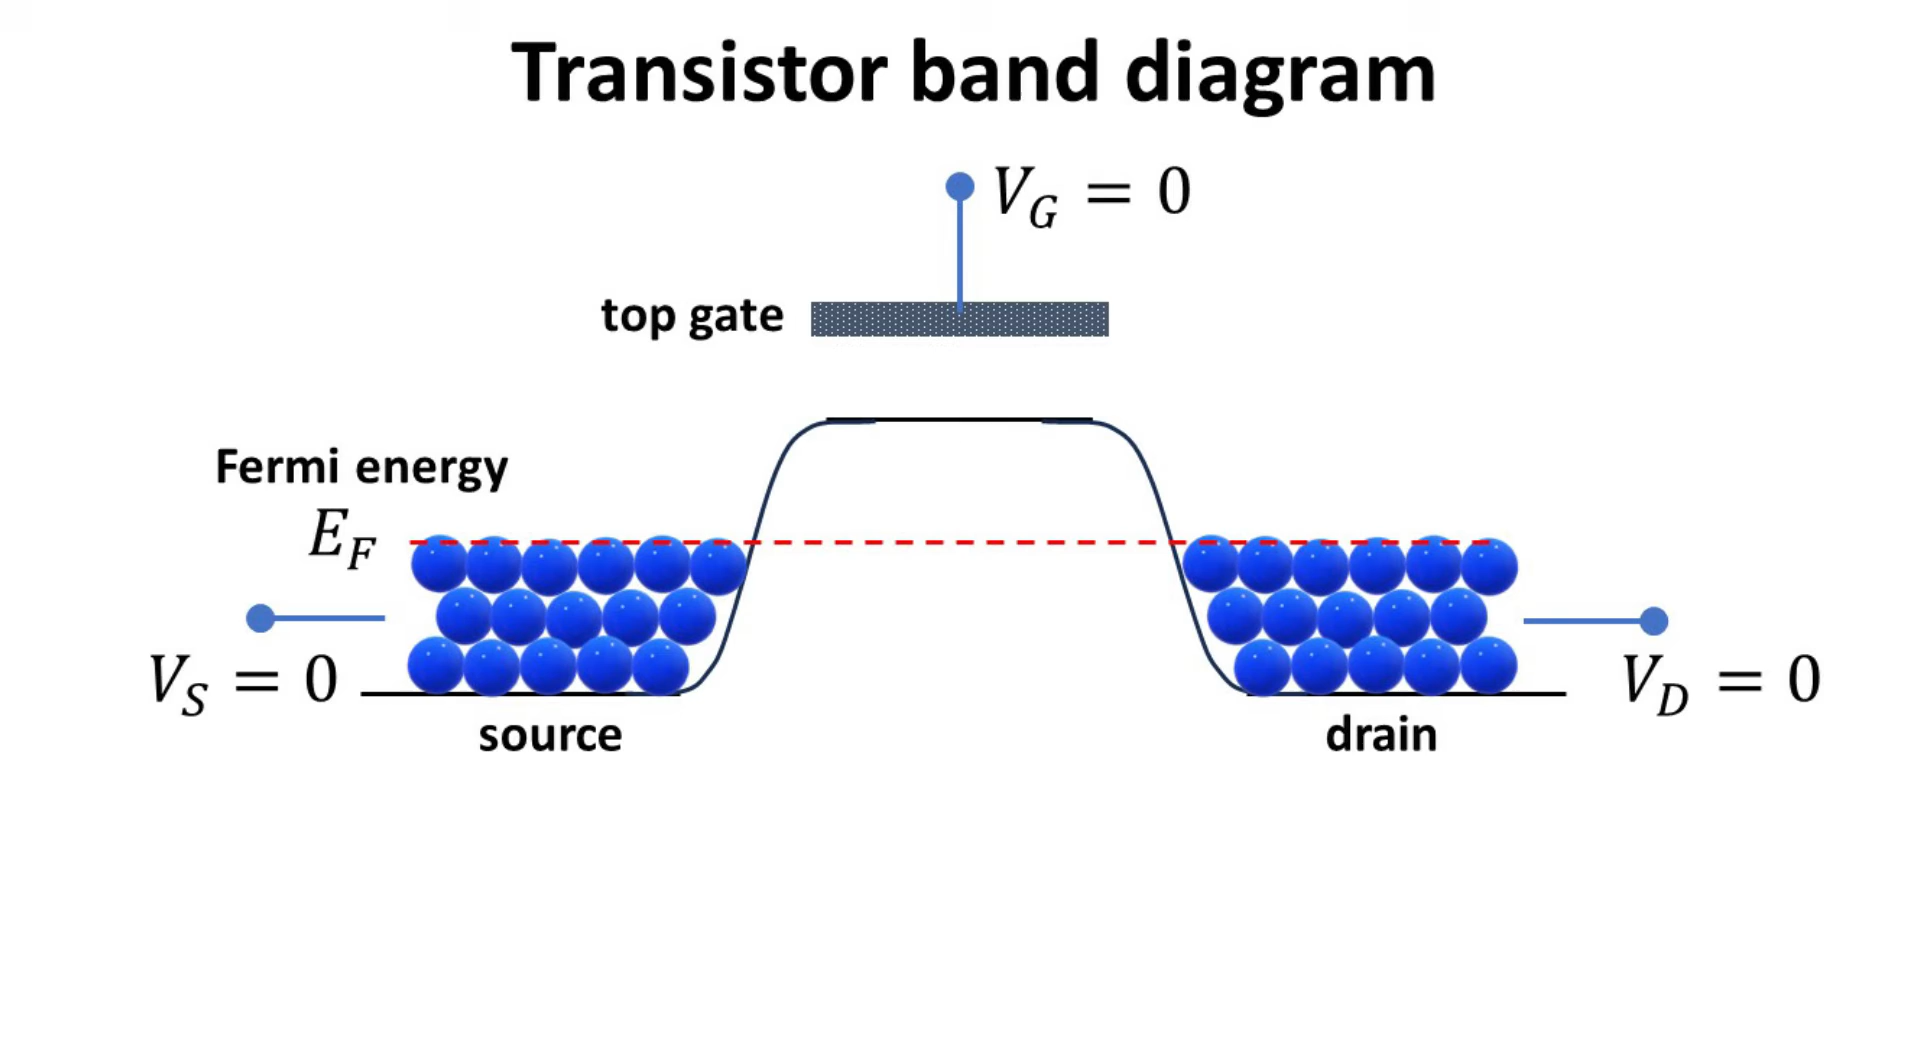 Transistor band diagram
V_G = 0
top gate
Fermi energy
E_F
V_S = 0
V_D = 0
source
drain